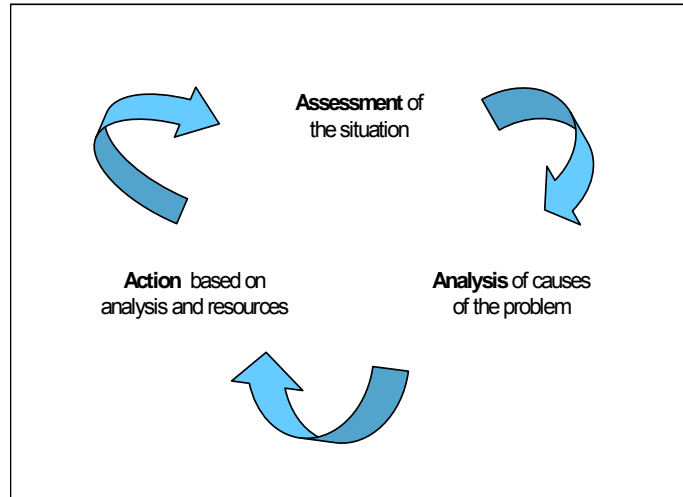 Assessment of
the situation
Action based on
analysis and resources
Analysis of causes
of the problem